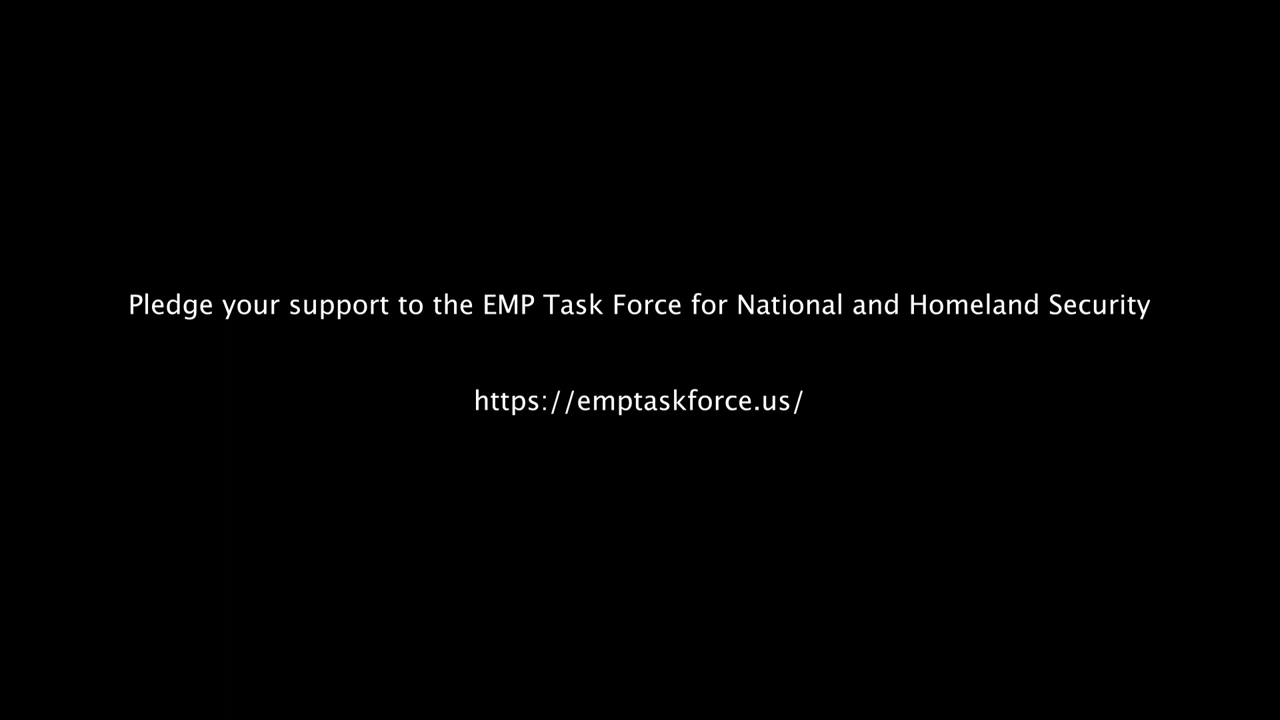 Pledge your support to the EMP Task Force for National and Homeland Security
https://emptaskforce.us/